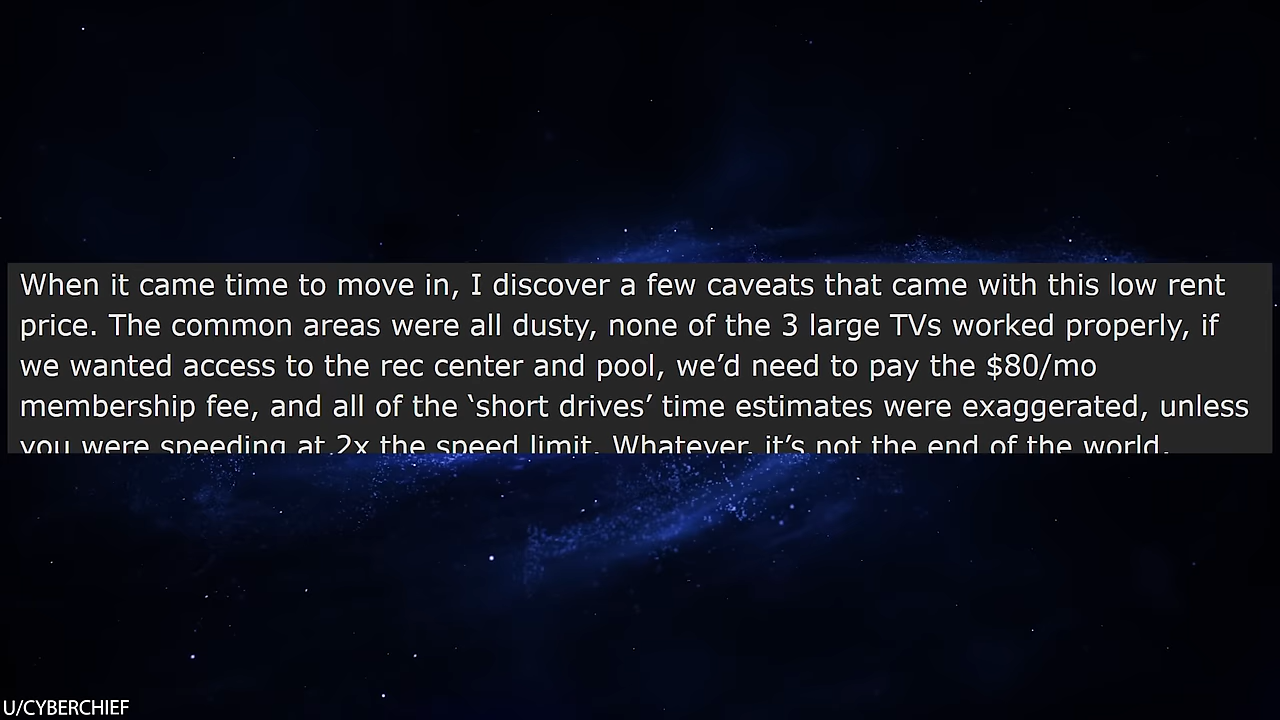 When it came time to move in, I discover a few caveats that came with this low rent
price. The common areas were all dusty, none of the 3 large TVs worked properly, if
we wanted access to the rec center and pool, we’d need to pay the $80/mo
membership fee, and all of the ‘short drives’ time estimates were exaggerated, unless
you were speeding at 2x the speed limit. Whatever, it’s not the end of the world.
U/CYBERCHIEF